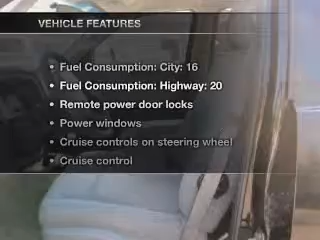 VEHICLE FEATURES
• Fuel Consumption: City: 16
• Fuel Consumption: Highway: 20
• Remote power door locks
• Power windows
• Cruise controls on steering wheel
• Cruise control